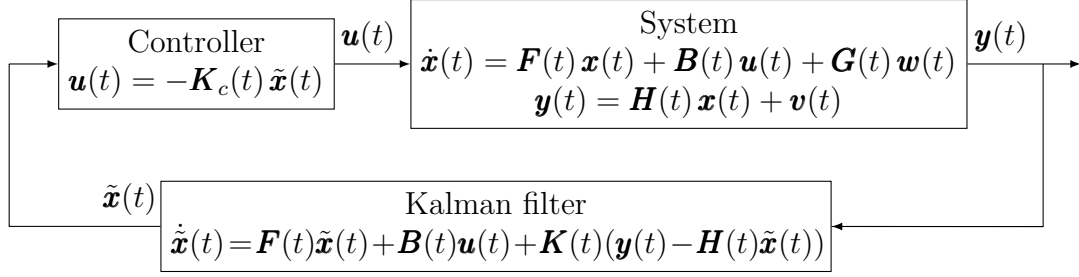 Controller
𝒖(t) = −𝑲_c(t) x̃(t)
𝒖(t)
System
ẋ(t) = 𝑭(t) 𝒙(t) + 𝑩(t) 𝒖(t) + 𝑮(t) 𝒘(t)
𝒚(t) = 𝑯(t) 𝒙(t) + 𝒗(t)
𝒚(t)
x̃(t)
Kalman filter
x̃̇(t) = 𝑭(t)x̃(t) + 𝑩(t)𝒖(t) + 𝑲(t)(𝒚(t) − 𝑯(t)x̃(t))